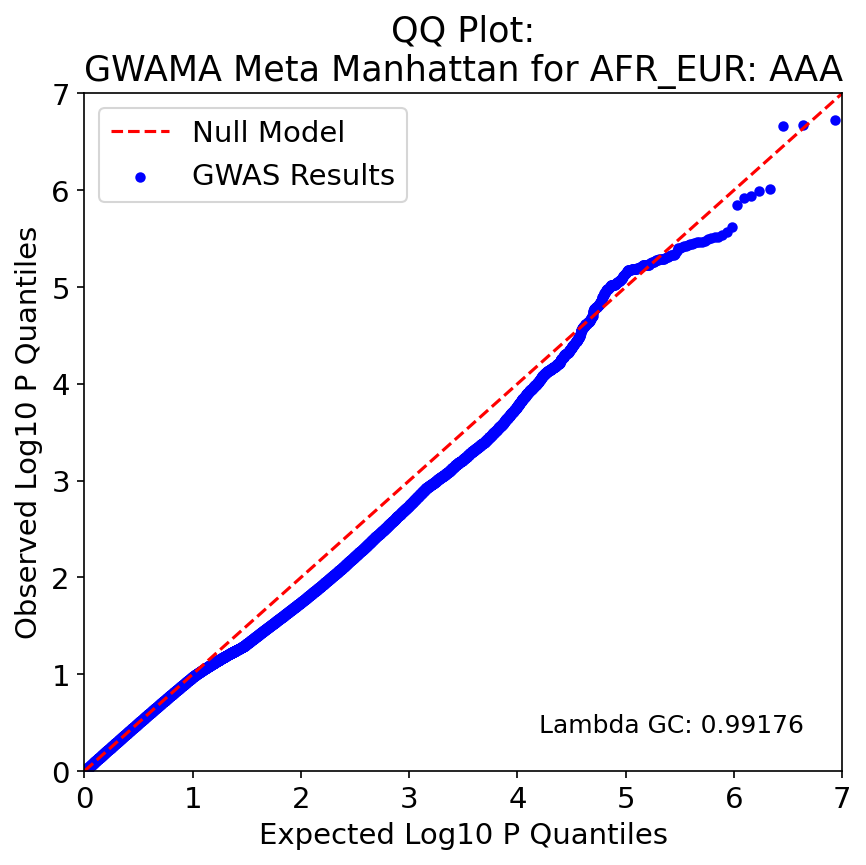 QQ Plot:
GWAMA Meta Manhattan for AFR_EUR: AAA
7
6
5
4
3
2
1
0
Observed Log10 P Quantiles
Null Model
GWAS Results
Lambda GC: 0.99176
0 1 2 3 4 5 6 7
Expected Log10 P Quantiles